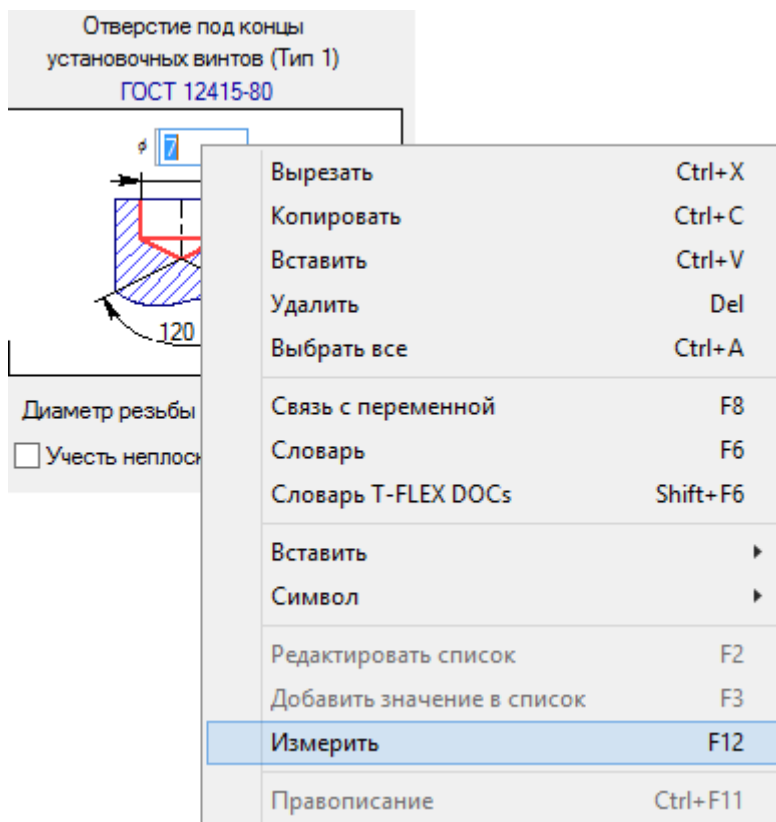 Отверстие под концы
установочных винтов (Тип 1)
ГОСТ 12415-80
⌀ 7
Вырезать Ctrl+X
Копировать Ctrl+C
Вставить Ctrl+V
Удалить Del
120
Выбрать все Ctrl+A
Диаметр резьбы
Связь с переменной F8
Учесть неплоск
Словарь F6
Словарь T-FLEX DOCs Shift+F6
Вставить
Символ
Редактировать список F2
Добавить значение в список F3
Измерить F12
Правописание Ctrl+F11